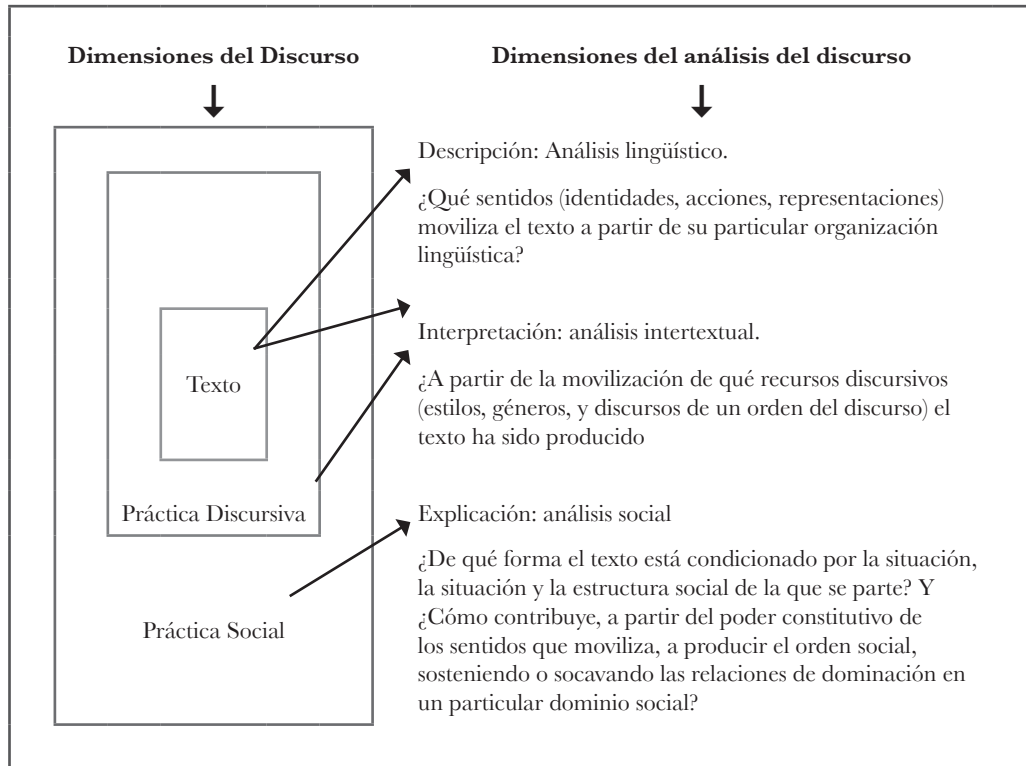 Dimensiones del Discurso
Dimensiones del análisis del discurso
Texto
Práctica Discursiva
Práctica Social
Descripción: Análisis lingüístico.
¿Qué sentidos (identidades, acciones, representaciones)
moviliza el texto a partir de su particular organización
lingüística?
Interpretación: análisis intertextual.
¿A partir de la movilización de qué recursos discursivos
(estilos, géneros, y discursos de un orden del discurso) el
texto ha sido producido
Explicación: análisis social
¿De qué forma el texto está condicionado por la situación,
la situación y la estructura social de la que se parte? Y
¿Cómo contribuye, a partir del poder constitutivo de
los sentidos que moviliza, a producir el orden social,
sosteniendo o socavando las relaciones de dominación en
un particular dominio social?